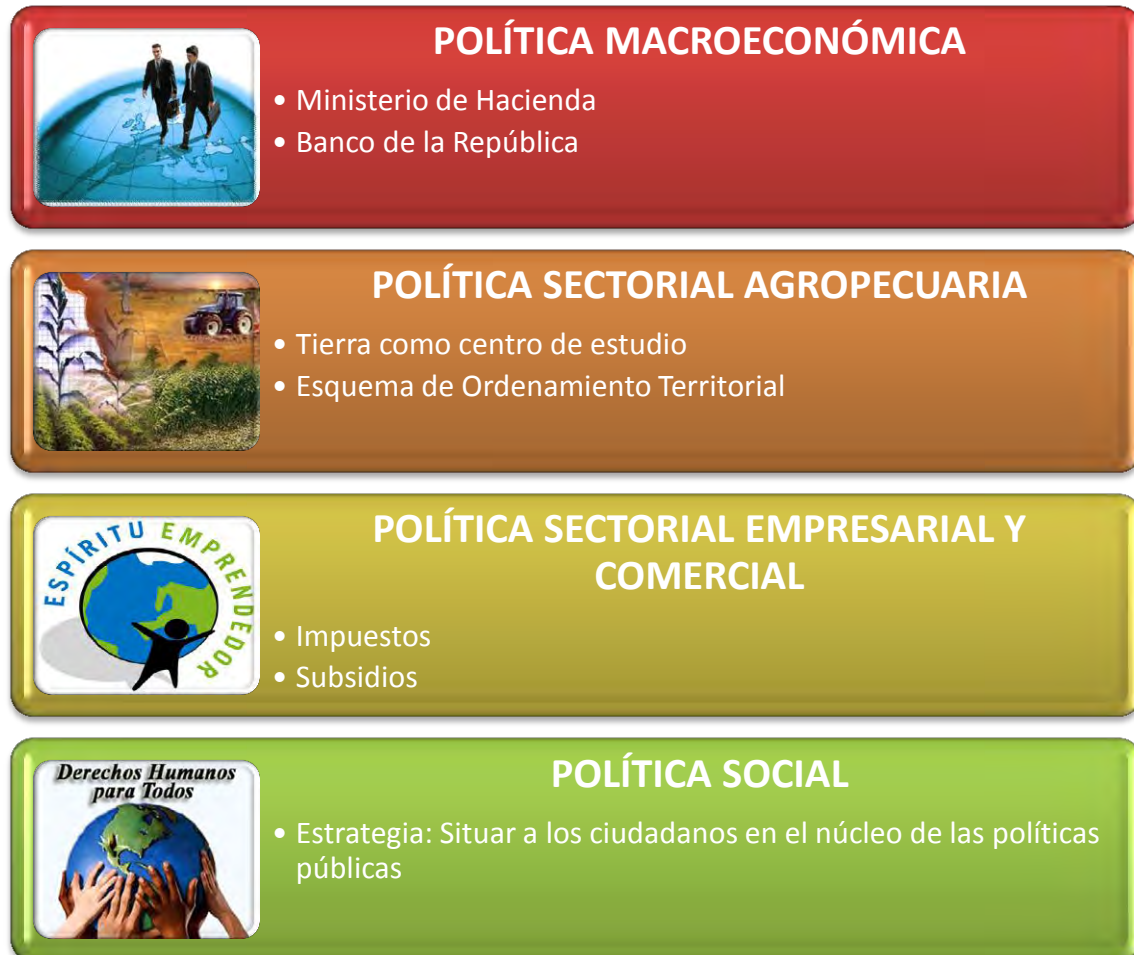 POLÍTICA MACROECONÓMICA
• Ministerio de Hacienda
• Banco de la República
POLÍTICA SECTORIAL AGROPECUARIA
• Tierra como centro de estudio
• Esquema de Ordenamiento Territorial
ESPÍRITU EMPRENDEDOR
POLÍTICA SECTORIAL EMPRESARIAL Y
COMERCIAL
• Impuestos
• Subsidios
Derechos Humanos
para Todos
POLÍTICA SOCIAL
• Estrategia: Situar a los ciudadanos en el núcleo de las políticas
públicas